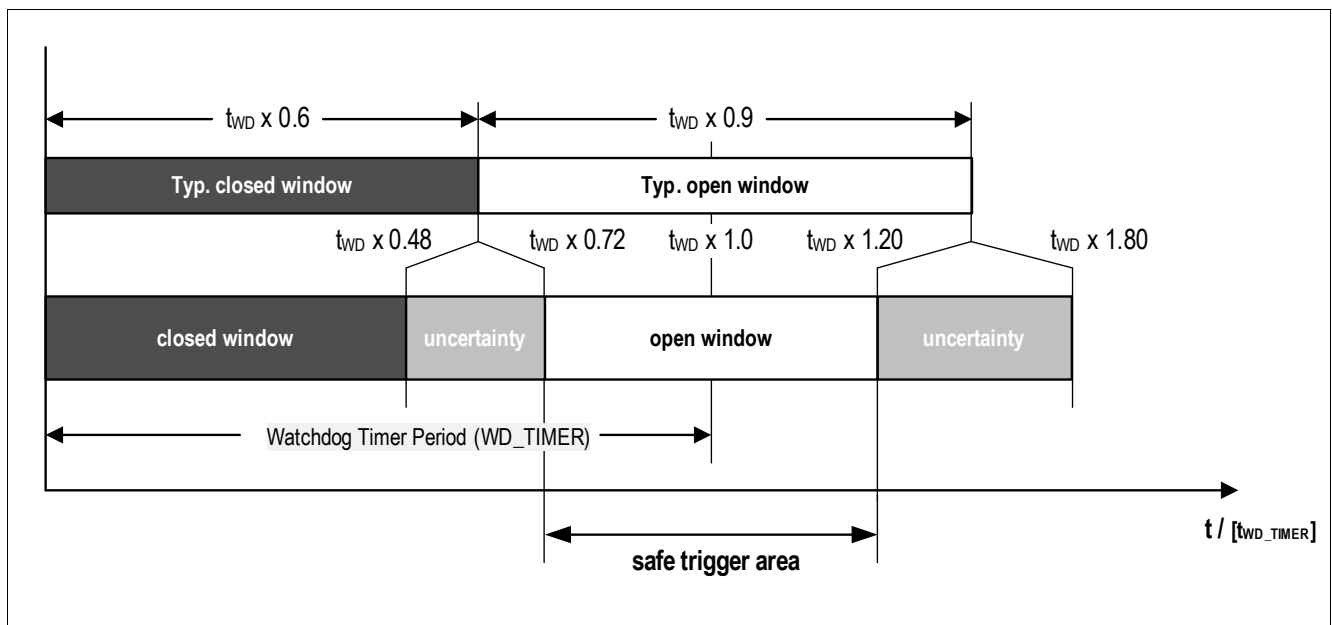 tWD x 0.6 tWD x 0.9
Typ. closed window Typ. open window
tWD x 0.48 tWD x 0.72 tWD x 1.0 tWD x 1.20 tWD x 1.80
closed window uncertainty open window uncertainty
Watchdog Timer Period (WD_TIMER)
t / [tWD_TIMER]
safe trigger area